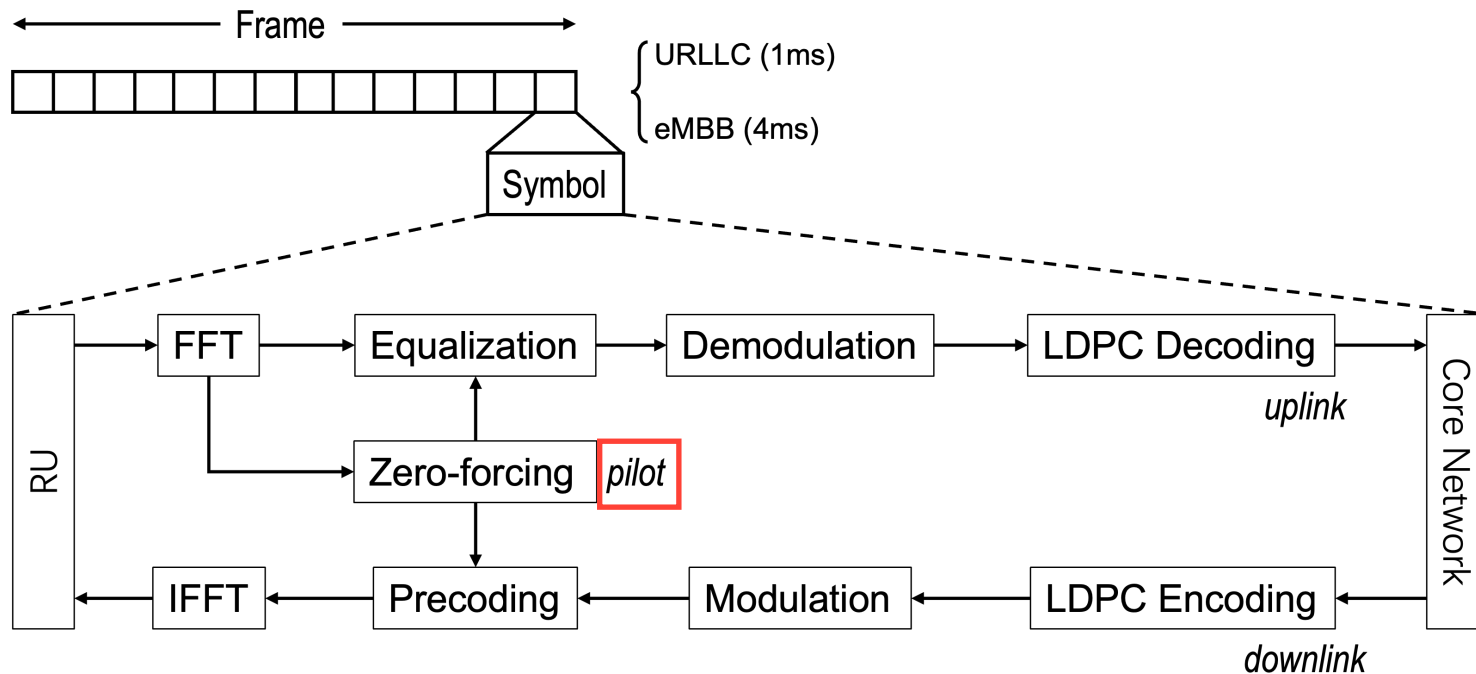 Frame
URLLC (1ms)
eMBB (4ms)
Symbol
RU
FFT
Equalization
Demodulation
LDPC Decoding
uplink
Core Network
Zero-forcing
pilot
IFFT
Precoding
Modulation
LDPC Encoding
downlink